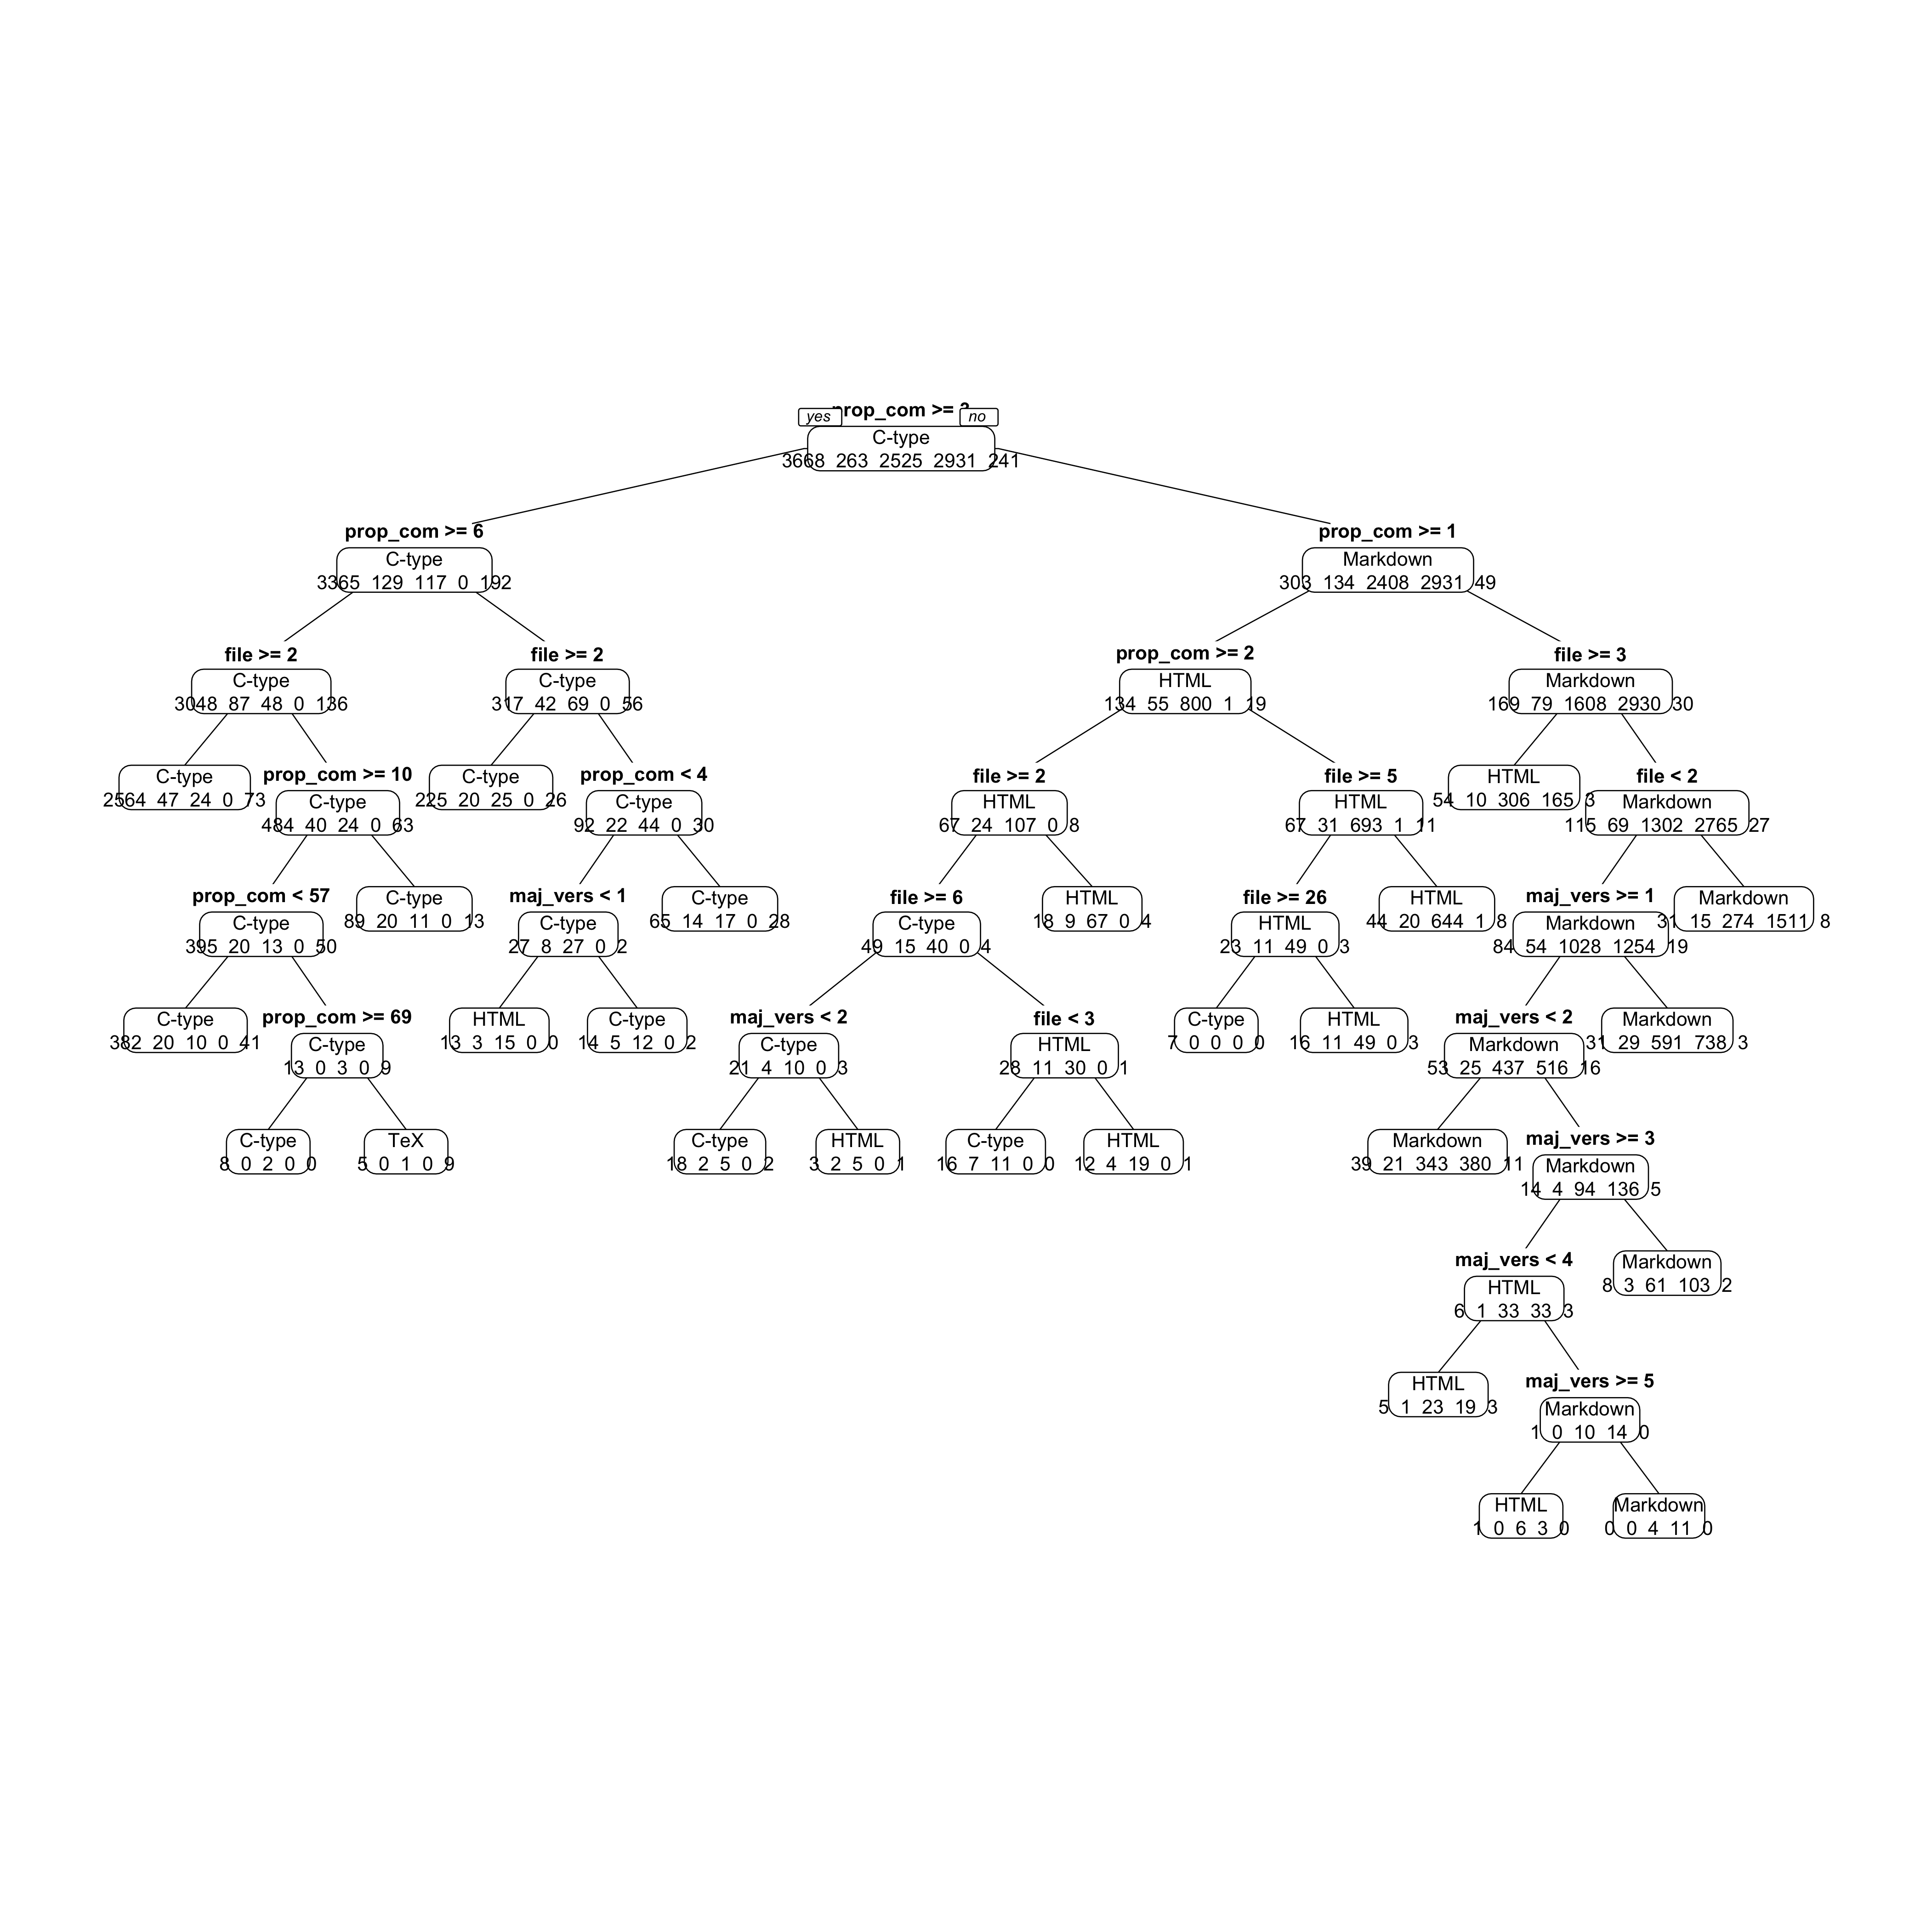 prop_com >= 3
yes no
C-type
3668 263 2525 2931 241
prop_com >= 6 prop_com >= 1
C-type Markdown
3365 129 117 0 192 303 134 2408 2931 49
file >= 2 file >= 2 prop_com >= 2 file >= 3
C-type C-type HTML Markdown
3048 87 48 0 136 317 42 69 0 56 134 55 800 1 19 169 79 1608 2930 30
C-type prop_com >= 10 C-type prop_com < 4 file >= 2 file >= 5 HTML file < 2
2564 47 24 0 73 C-type 225 20 25 0 26 C-type HTML HTML 54 10 306 165 3 Markdown
484 40 24 0 63 92 22 44 0 30 67 24 107 0 8 67 31 693 1 11 115 69 1302 2765 27
prop_com < 57 C-type maj_vers < 1 C-type file >= 6 HTML file >= 26 HTML maj_vers >= 1 Markdown
C-type 89 20 11 0 13 C-type 65 14 17 0 28 C-type 18 9 67 0 4 HTML 44 20 644 1 8 Markdown 31 15 274 1511 8
395 20 13 0 50 27 8 27 0 2 49 15 40 0 4 23 11 49 0 3 84 54 1028 1254 19
C-type prop_com >= 69 HTML C-type maj_vers < 2 file < 3 C-type HTML maj_vers < 2 Markdown
382 20 10 0 41 C-type 13 3 15 0 0 14 5 12 0 2 C-type HTML 7 0 0 0 0 16 11 49 0 3 Markdown 31 29 591 738 3
13 0 3 0 9 21 4 10 0 3 28 11 30 0 1 53 25 437 516 16
C-type TeX C-type HTML C-type HTML Markdown maj_vers >= 3
8 0 2 0 0 5 0 1 0 9 18 2 5 0 2 3 2 5 0 1 16 7 11 0 0 12 4 19 0 1 39 21 343 380 11 Markdown
14 4 94 136 5
maj_vers < 4 Markdown
HTML 8 3 61 103 2
6 1 33 33 3
HTML maj_vers >= 5
5 1 23 19 3 Markdown
1 0 10 14 0
HTML Markdown
1 0 6 3 0 0 0 4 11 0